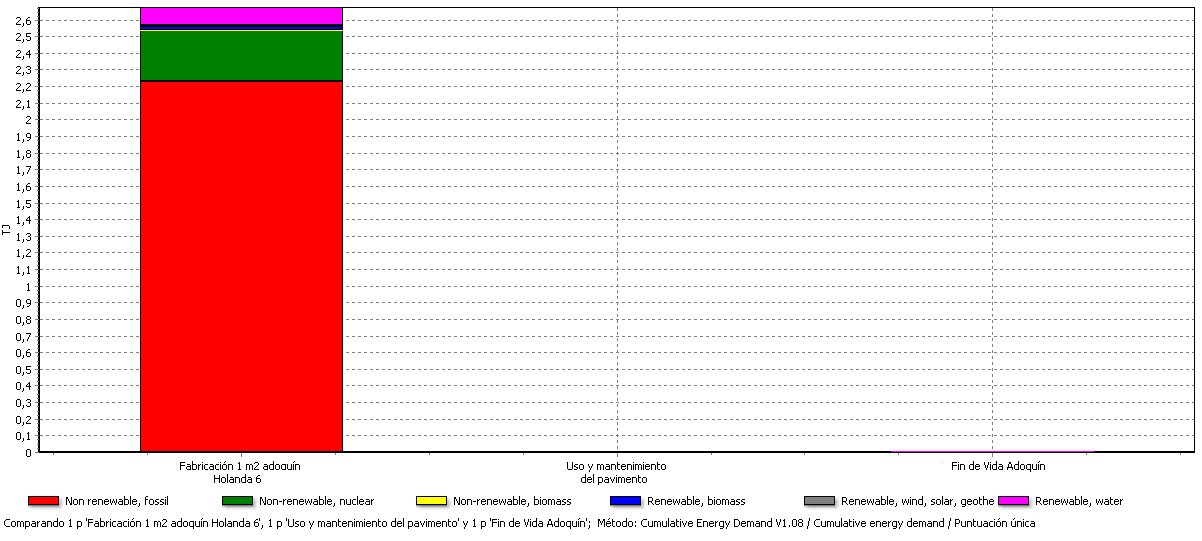 2,6
2,5
2,4
2,3
2,2
2,1
2
1,9
1,8
1,7
1,6
1,5
1,4
1,3
1,2
1,1
1
0,9
0,8
0,7
0,6
0,5
0,4
0,3
0,2
0,1
0
TJ
Fabricación 1 m2 adoquín
Holanda 6
Uso y mantenimiento
del pavimento
Fin de Vida Adoquín
Non renewable, fossil
Non-renewable, nuclear
Non-renewable, biomass
Renewable, biomass
Renewable, wind, solar, geothe
Renewable, water
Comparando 1 p 'Fabricación 1 m2 adoquín Holanda 6', 1 p 'Uso y mantenimiento del pavimento' y 1 p 'Fin de Vida Adoquín'; Método: Cumulative Energy Demand V1.08 / Cumulative energy demand / Puntuación única